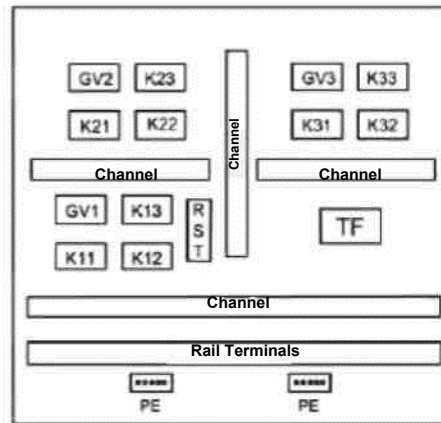 GV2 K23
GV3 K33
K21 K22
K31 K32
Channel
Channel
Channel
GV1 K13
R
S
T
TF
K11 K12
Channel
Rail Terminals
PE PE